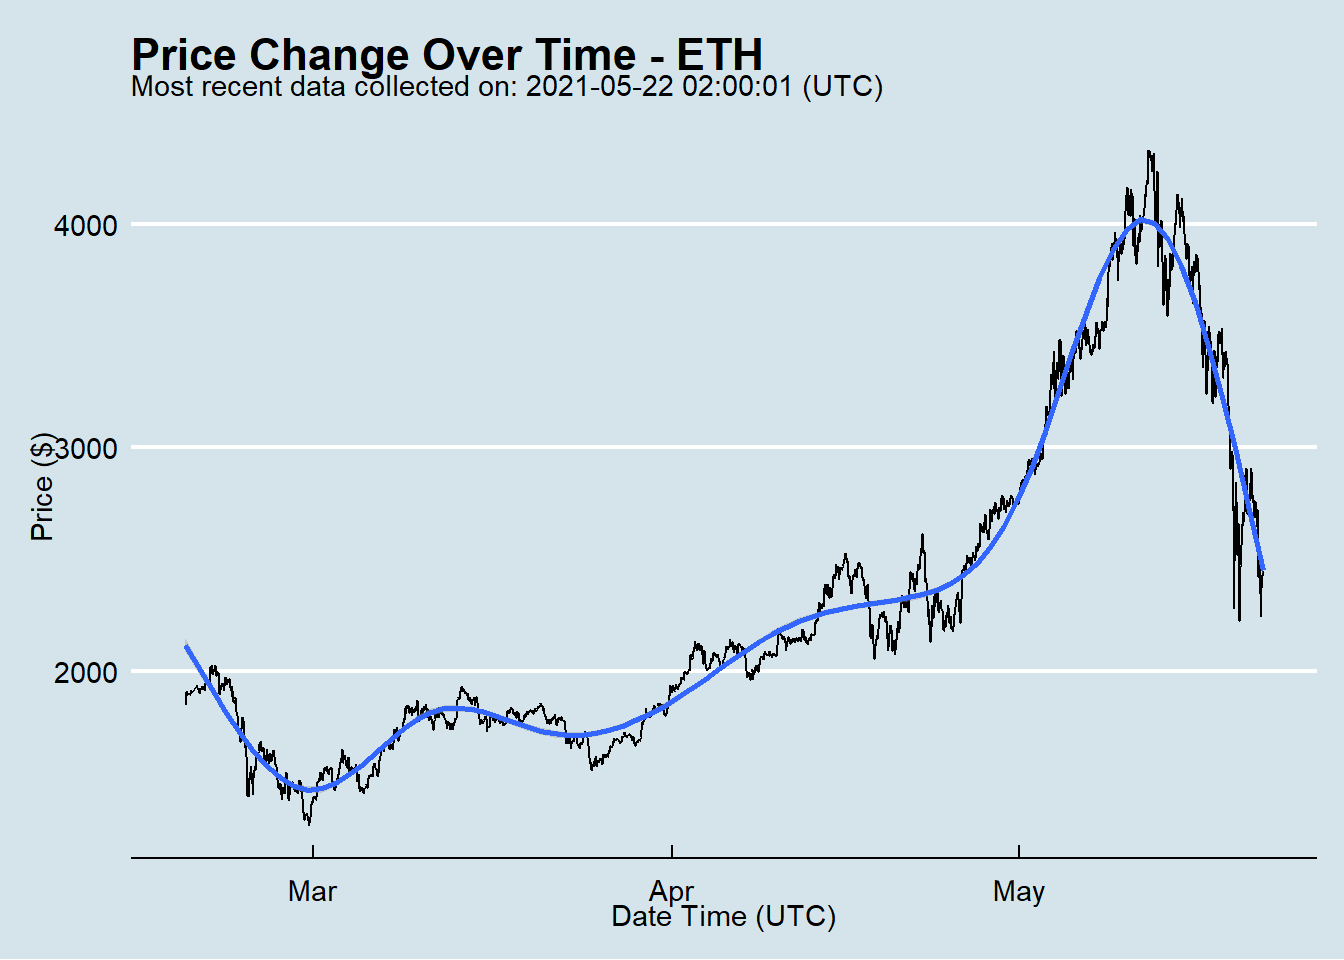 Price Change Over Time - ETH
Most recent data collected on: 2021-05-22 02:00:01 (UTC)
4000
3000
2000
Price ($)
Mar
Apr
May
Date Time (UTC)